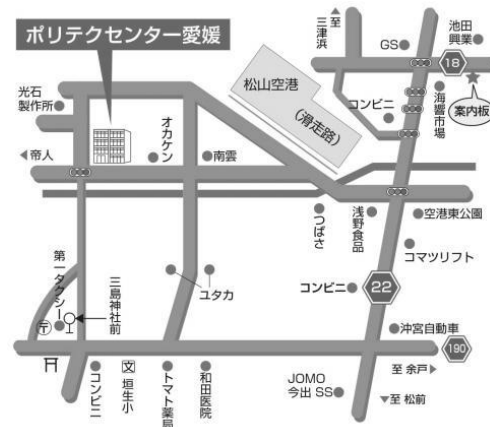 ポリテクセンター愛媛
至
三津浜
GS
池田
興業
18
案内板
海響市場
コンビニ
松山空港
(滑走路)
光石
製作所
オカケン
南雲
帝人
つばさ
浅野食品
空港東公園
コマツリフト
第一タクシー
三島神社前
ユタカ
コンビニ
22
沖宮自動車
190
至 余戸
至 松前
JOMO
今出 SS
コンビニ
文
垣生小
トマト薬局
和田医院